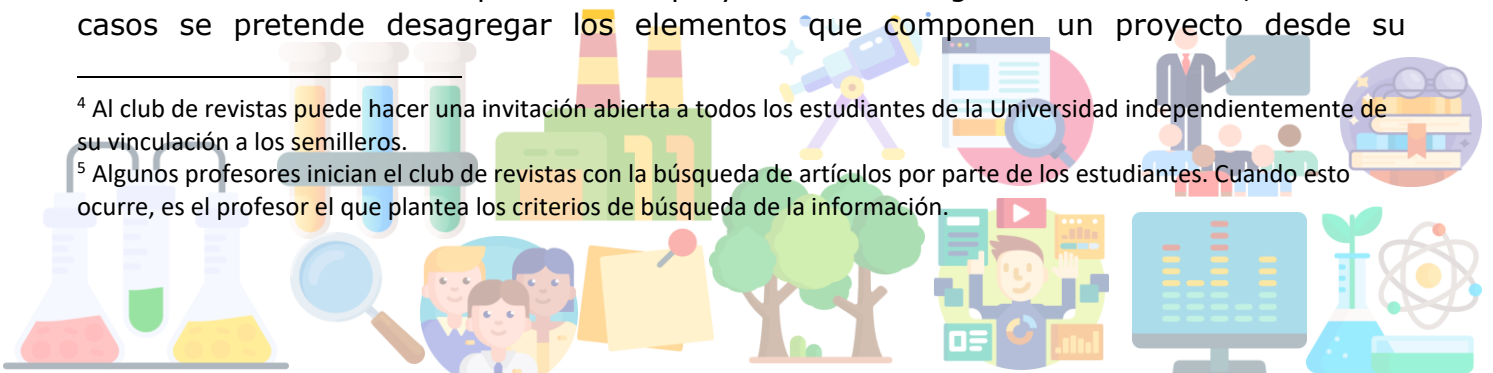 casos se pretende desagregar los elementos que componen un proyecto desde su
4 Al club de revistas puede hacer una invitación abierta a todos los estudiantes de la Universidad independientemente de
su vinculación a los semilleros.
5 Algunos profesores inician el club de revistas con la búsqueda de artículos por parte de los estudiantes. Cuando esto
ocurre, es el profesor el que plantea los criterios de búsqueda de la información.